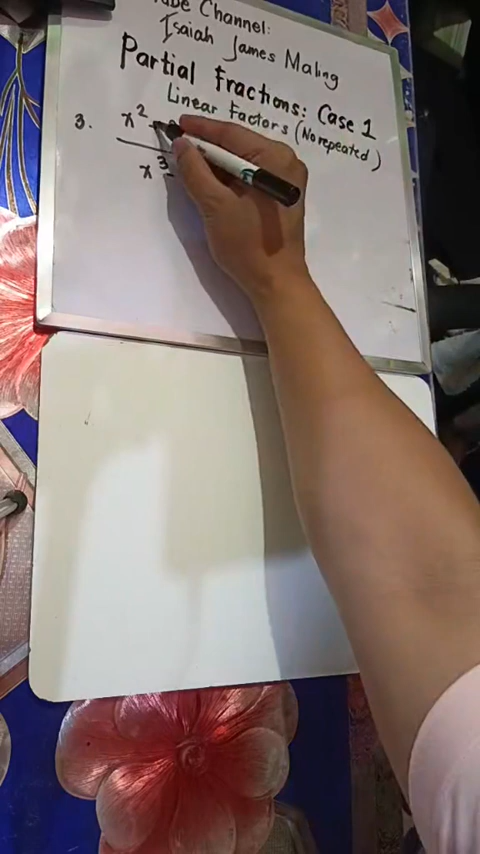 Channel:
Isaiah James Maling
Partial Fractions: Case 1
Linear Factors (No repeated)
3. x² -
x³ -